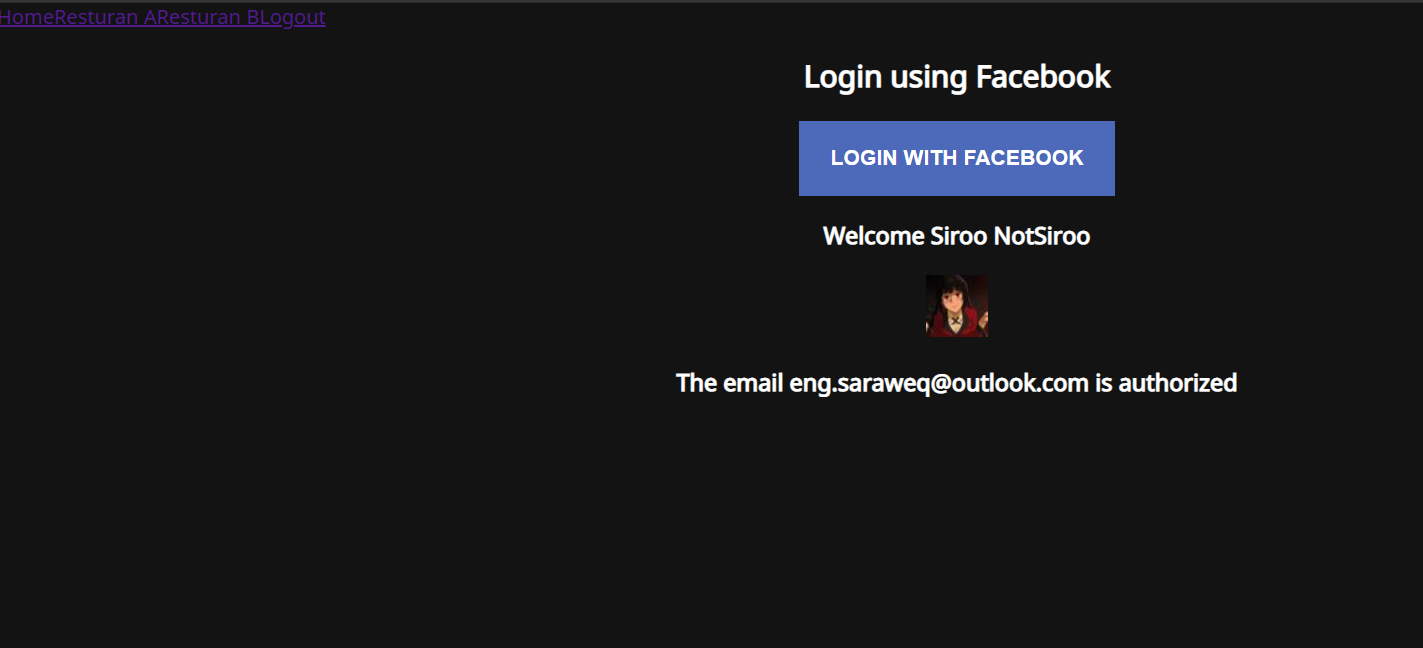 HomeResturan AResturan BLogout
Login using Facebook
LOGIN WITH FACEBOOK
Welcome Siroo NotSiroo
The email eng.saraweq@outlook.com is authorized